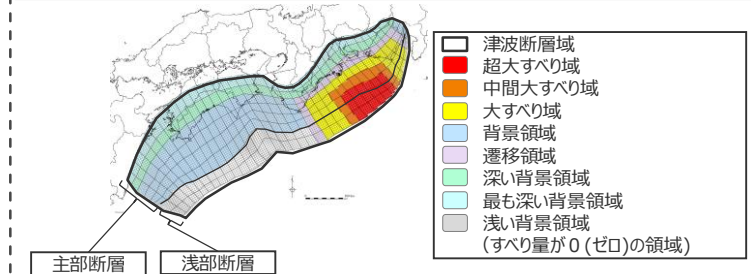 津波断層域
超大すべり域
中間大すべり域
大すべり域
背景領域
遷移領域
深い背景領域
最も深い背景領域
浅い背景領域
(すべり量が0(ゼロ)の領域)
主部断層
浅部断層